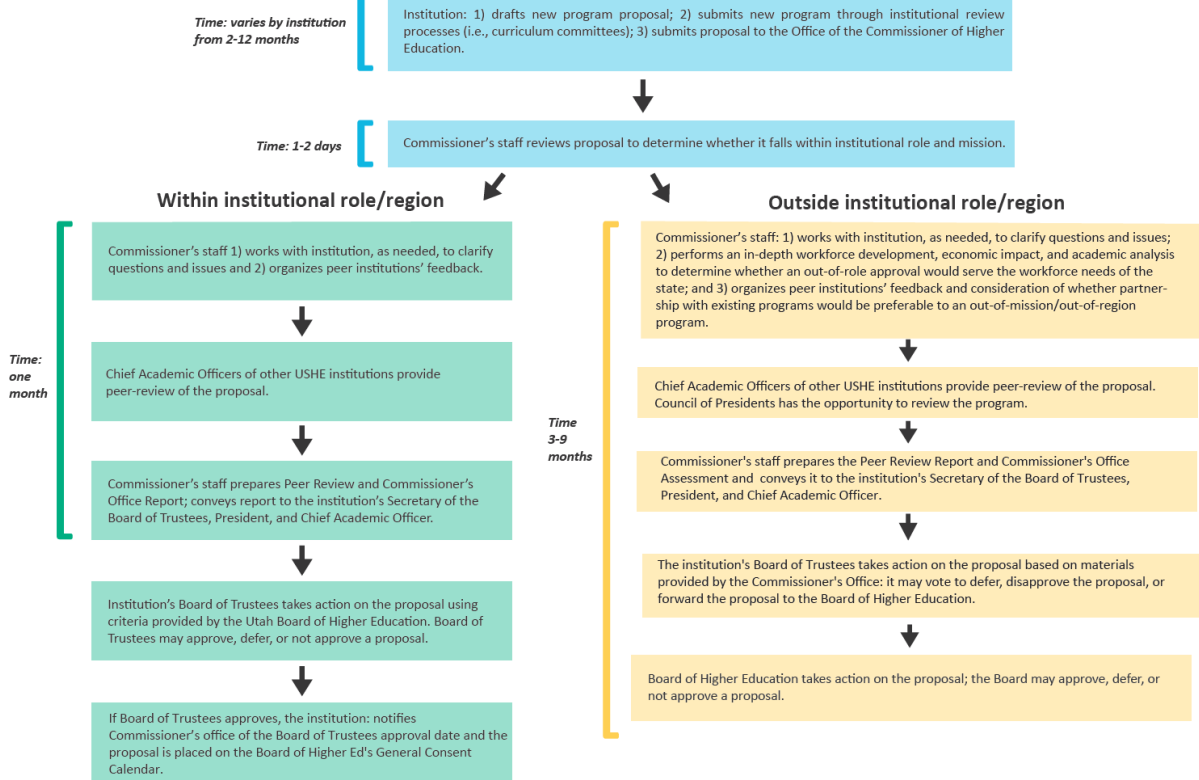 Time: varies by institution
from 2-12 months
Institution: 1) drafts new program proposal; 2) submits new program through institutional review
processes (i.e., curriculum committees); 3) submits proposal to the Office of the Commissioner of Higher
Education.
Time: 1-2 days
Commissioner's staff reviews proposal to determine whether it falls within institutional role and mission.
Within institutional role/region
Commissioner's staff 1) works with institution, as needed, to clarify
questions and issues and 2) organizes peer institutions' feedback.
Time:
one
month
Chief Academic Officers of other USHE institutions provide
peer-review of the proposal.
Commissioner's staff prepares Peer Review and Commissioner's
Office Report; conveys report to the institution's Secretary of the
Board of Trustees, President, and Chief Academic Officer.
Institution's Board of Trustees takes action on the proposal using
criteria provided by the Utah Board of Higher Education. Board of
Trustees may approve, defer, or not approve a proposal.
If Board of Trustees approves, the institution: notifies
Commissioner's office of the Board of Trustees approval date and the
proposal is placed on the Board of Higher Ed's General Consent
Calendar.
Outside institutional role/region
Commissioner's staff: 1) works with institution, as needed, to clarify questions and issues;
2) performs an in-depth workforce development, economic impact, and academic analysis
to determine whether an out-of-role approval would serve the workforce needs of the
state; and 3) organizes peer institutions' feedback and consideration of whether partner-
ship with existing programs would be preferable to an out-of-mission/out-of-region
program.
Time
3-9
months
Chief Academic Officers of other USHE institutions provide peer-review of the proposal.
Council of Presidents has the opportunity to review the program.
Commissioner's staff prepares the Peer Review Report and Commissioner's Office
Assessment and conveys it to the institution's Secretary of the Board of Trustees,
President, and Chief Academic Officer.
The institution's Board of Trustees takes action on the proposal based on materials
provided by the Commissioner's Office: it may vote to defer, disapprove the proposal, or
forward the proposal to the Board of Higher Education.
Board of Higher Education takes action on the proposal; the Board may approve, defer, or
not approve a proposal.